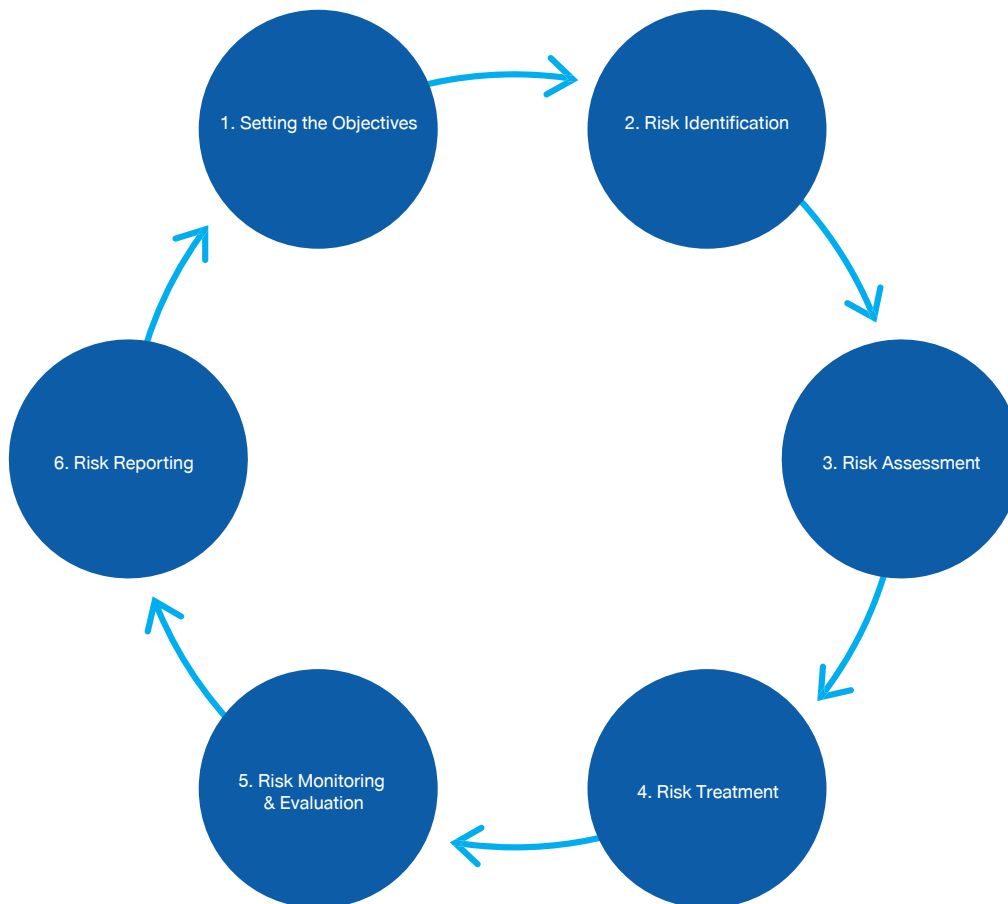 1. Setting the Objectives
2. Risk Identification
3. Risk Assessment
4. Risk Treatment
5. Risk Monitoring
& Evaluation
6. Risk Reporting